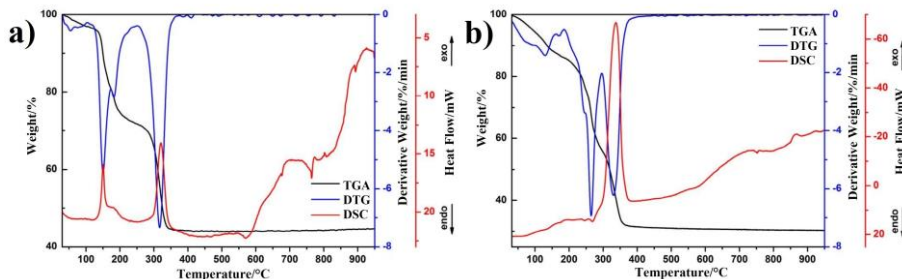 a)
100
80
60
40
Weight/%
0 100 200 300 400 500 600 700 800 900
Temperature/°C
TGA
DTG
DSC
0
-2
-4
-6
-8
Derivative Weight/%/min
5
10
15
20
Heat Flow/mW
exo
endo
b)
100
80
60
40
Weight/%
100 200 300 400 500 600 700 800 900
Temperature/°C
TGA
DTG
DSC
0
-2
-4
-6
-8
Derivative Weight/%/min
-60
-40
-20
0
20
Heat Flow/mW
exo
endo